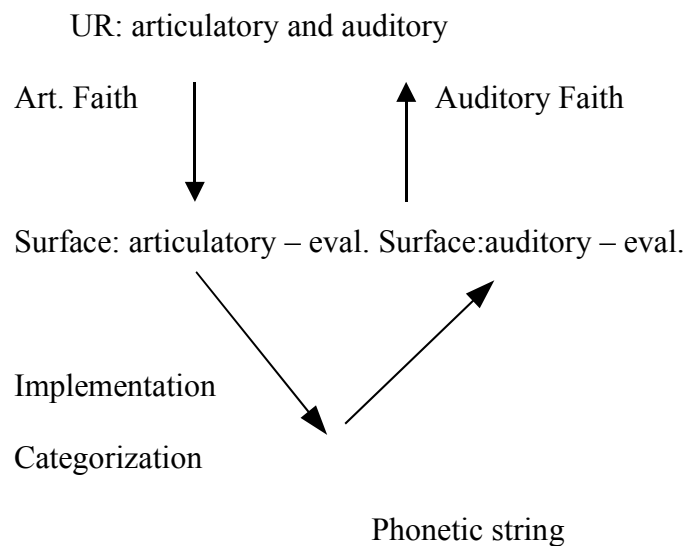 UR: articulatory and auditory
Art. Faith Auditory Faith
Surface: articulatory – eval. Surface:auditory – eval.
Implementation
Categorization
Phonetic string